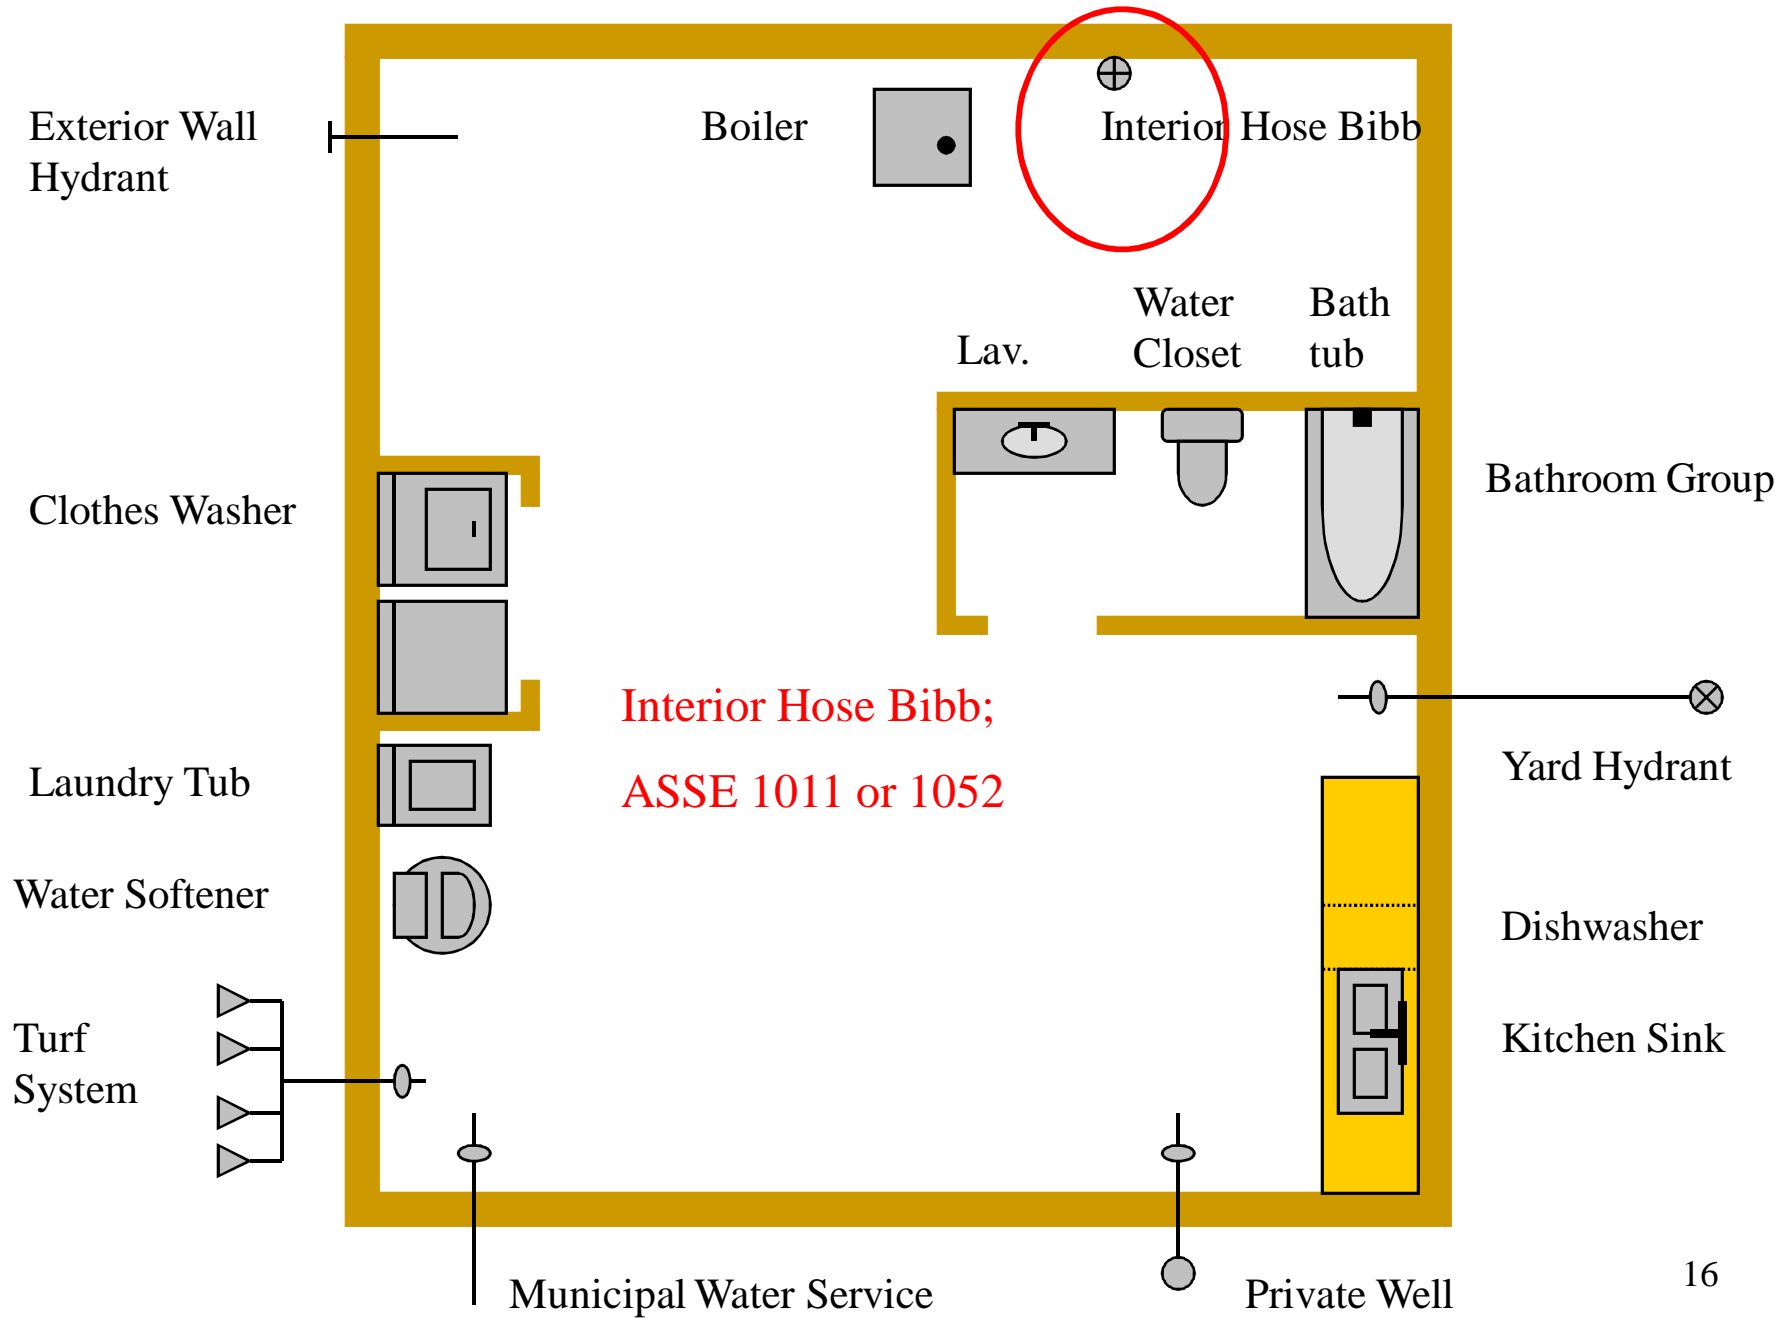 Exterior Wall
Hydrant
Boiler
Interior Hose Bibb
Lav.
Water
Closet
Bath
tub
Clothes Washer
Bathroom Group
Interior Hose Bibb;
ASSE 1011 or 1052
Laundry Tub
Yard Hydrant
Water Softener
Dishwasher
Turf
System
Kitchen Sink
Municipal Water Service
Private Well
16